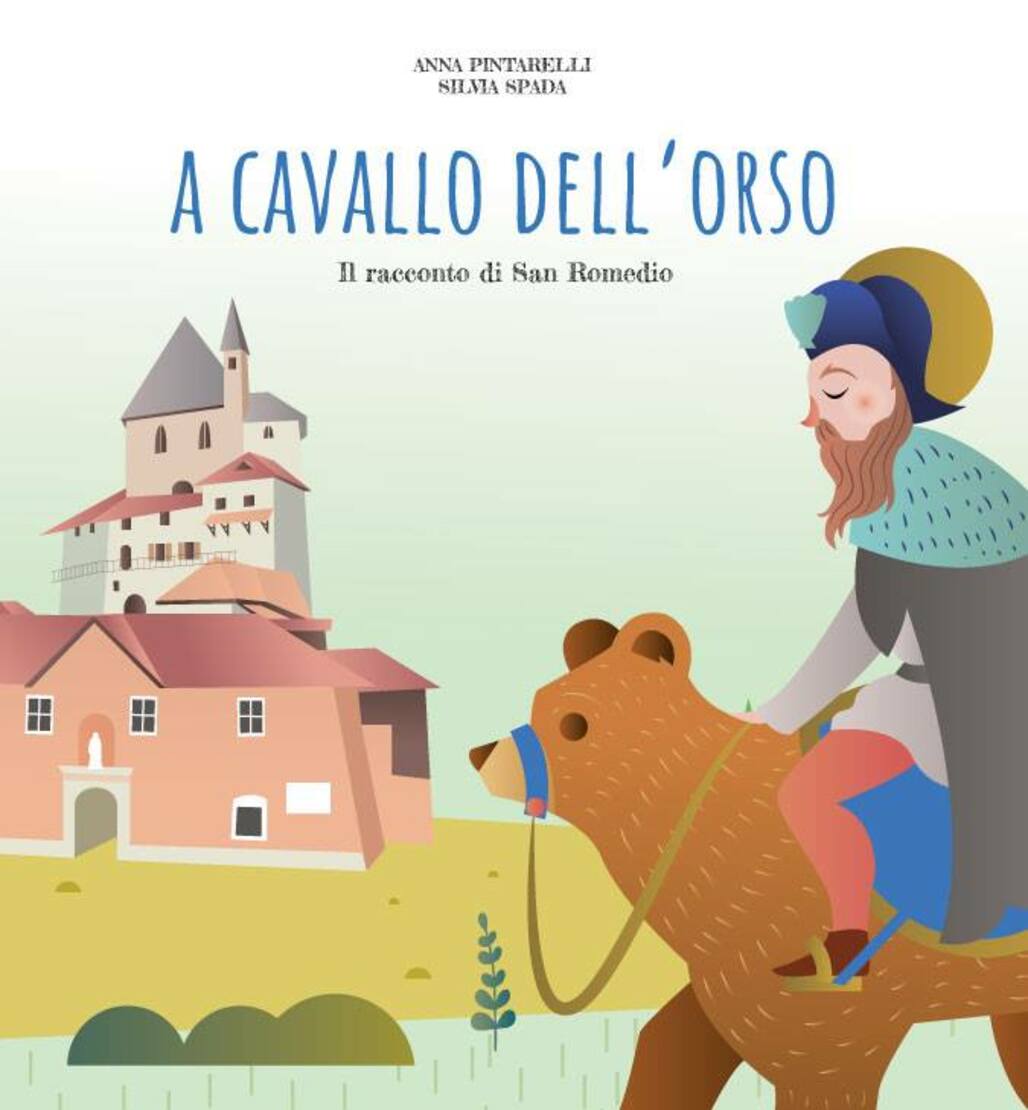 ANNA PINTARELLI
SILVIA SPADA
A CAVALLO DELL'ORSO
Il racconto di San Romedio